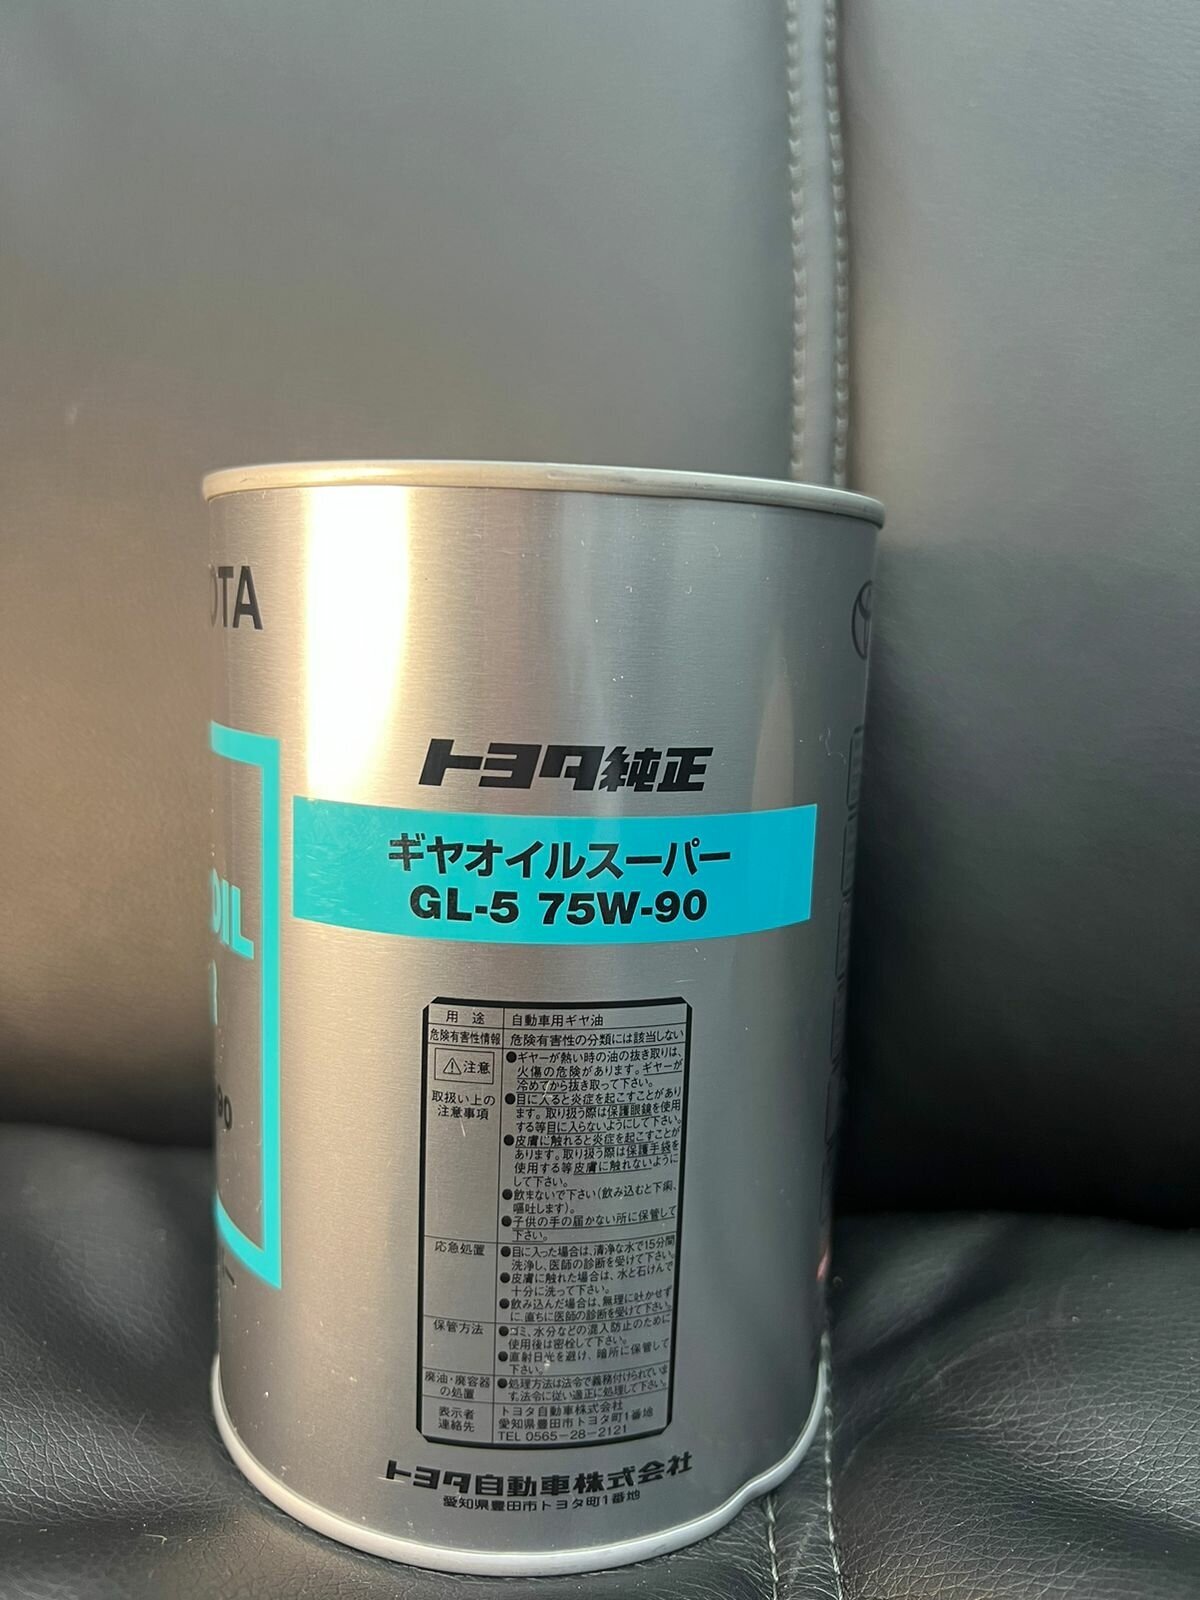 OTA
トヨタ純正
ギヤオイルスーパー
GL-5 75W-90
OIL
90
用途 自動車用ギヤ油
危険有害性情報 危険有害性の分類には該当しない
⚠注意
取扱い上の
注意事項
●ギヤーが熱い時の油の抜き取りは、
火傷の危険があります。ギヤーが
冷めてから抜き取って下さい。
●目に入ると炎症を起こすことがあり
ます。取り扱う際は保護眼鏡を使用
する等目に入らないようにして下さい。
●皮膚に触れると炎症を起こすことが
あります。取り扱う際は保護手袋を
使用する等皮膚に触れないように
して下さい。
●飲まないで下さい(飲み込むと下痢、
嘔吐します)。
●子供の手の届かない所に保管して
下さい。
応急処置
●目に入った場合は、清浄な水で15分間
洗浄し、医師の診断を受けて下さい。
●皮膚に触れた場合は、水と石けんで
十分に洗って下さい。
●飲み込んだ場合は、無理に吐かせず
に、直ちに医師の診断を受けて下さい。
保管方法
●ゴミ、水分などの混入防止のために
使用後は密栓して下さい。
●直射日光を避け、暗所に保管して
下さい。
廃油・廃容器
の処置
●処理方法は法令で義務付けられていま
す。法令に従い適正に処理して下さい。
表示者
連絡先
トヨタ自動車株式会社
愛知県豊田市トヨタ町1番地
TEL 0565-28-2121
トヨタ自動車株式会社
愛知県豊田市トヨタ町1番地